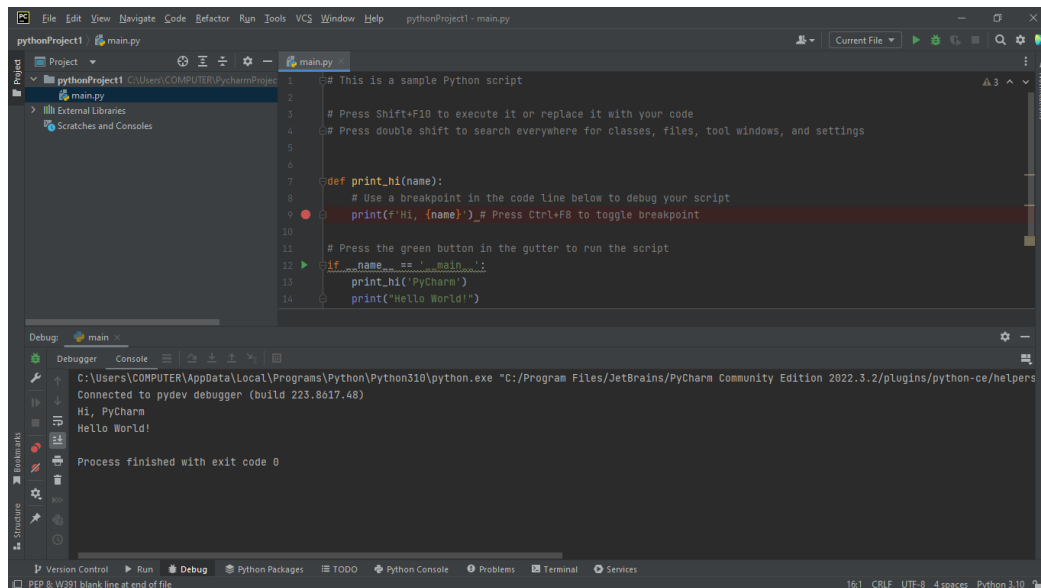 PC File Edit View Navigate Code Refactor Run Tools VCS Window Help pythonProject1 - main.py
pythonProject1 main.py Current File
Project Project main.py
pythonProject1 C:\Users\COMPUTER\PycharmProjec
main.py
External Libraries
Scratches and Consoles
1 # This is a sample Python script 3
2
3 # Press Shift+F10 to execute it or replace it with your code
4 # Press double shift to search everywhere for classes, files, tool windows, and settings
5
6
7 def print_hi(name):
8 # Use a breakpoint in the code line below to debug your script
9 print(f'Hi, {name}') # Press Ctrl+F8 to toggle breakpoint
10
11 # Press the green button in the gutter to run the script
12 if __name__ == '__main__':
13 print_hi('PyCharm')
14 print("Hello World!")
Debug: main
Debugger Console
C:\Users\COMPUTER\AppData\Local\Programs\Python\Python310\python.exe "C:/Program Files/JetBrains/PyCharm Community Edition 2022.3.2/plugins/python-ce/helpers
Connected to pydev debugger (build 223.8617.48)
Hi, PyCharm
Hello World!
Process finished with exit code 0
Bookmarks
Structure
Version Control Run Debug Python Packages TODO Python Console Problems Terminal Services
PEP 8: W391 blank line at end of file 16:1 CRLF UTF-8 4 spaces Python 3.10